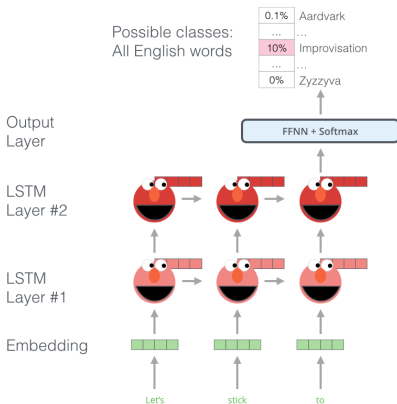 Possible classes:
All English words
0.1% Aardvark
... ...
10% Improvisation
... ...
0% Zyzzyva
Output
Layer
FFNN + Softmax
LSTM
Layer #2
LSTM
Layer #1
Embedding
Let's stick to